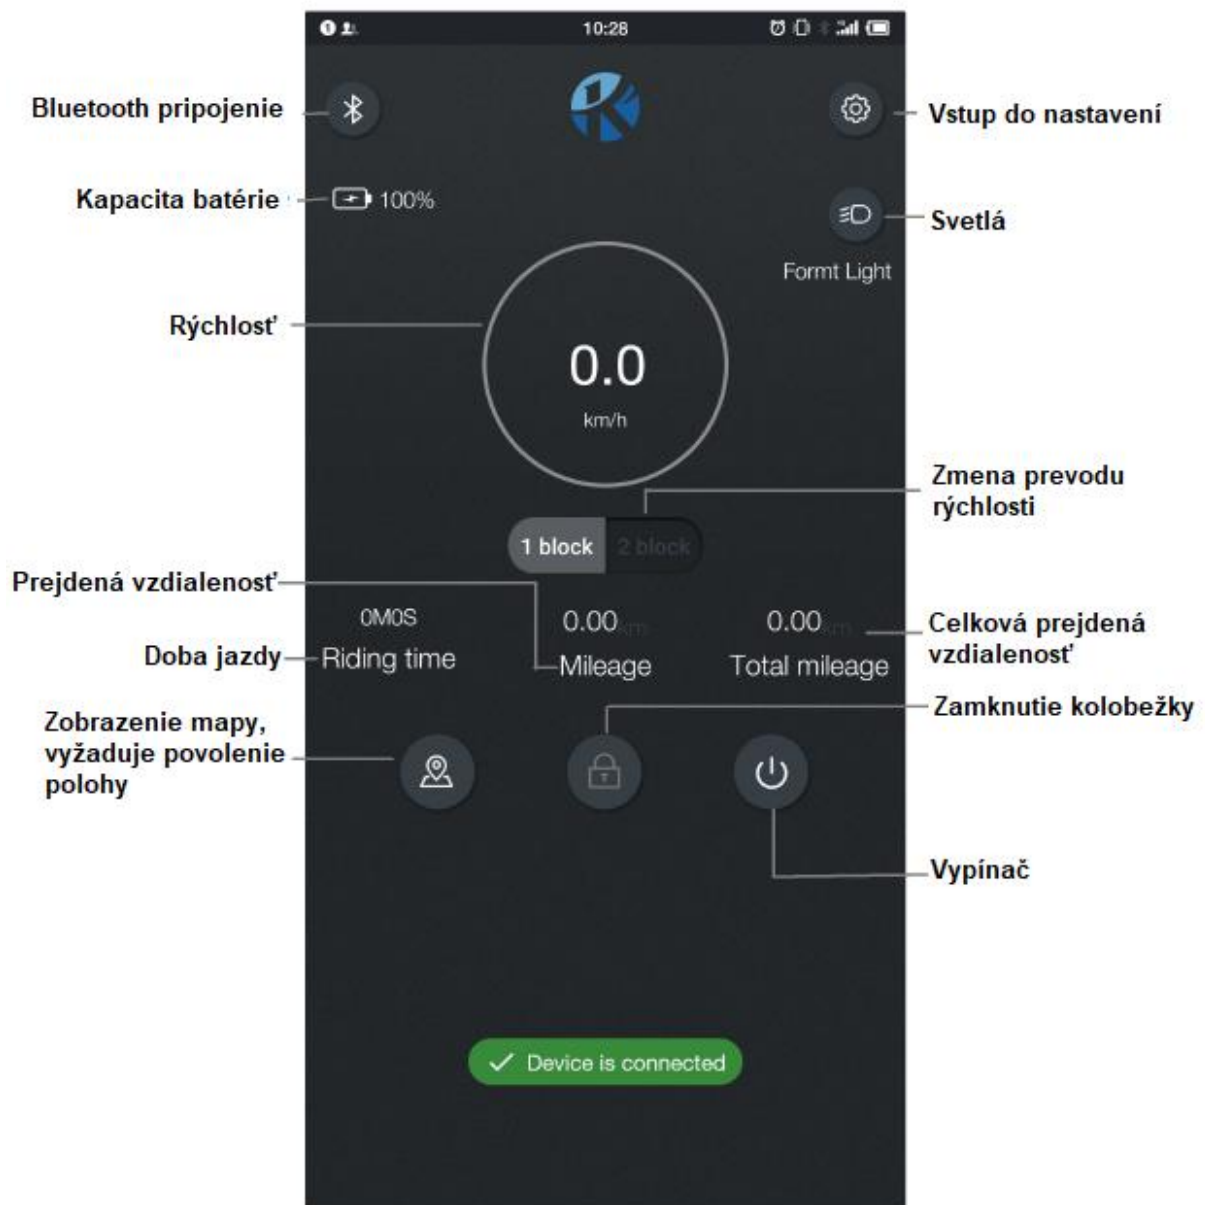 10:28
Bluetooth pripojenie
Vstup do nastavení
Kapacita batérie
100%
Svetlá
Formt Light
Rýchlosť
0.0
km/h
Zmena prevodu
rýchlosti
1 block 2 block
Prejdená vzdialenosť
0M0S 0.00 km 0.00 km
Celková prejdená
vzdialenosť
Doba jazdy
Riding time Mileage Total mileage
Zamknutie kolobežky
Zobrazenie mapy,
vyžaduje povolenie
polohy
Vypínač
Device is connected